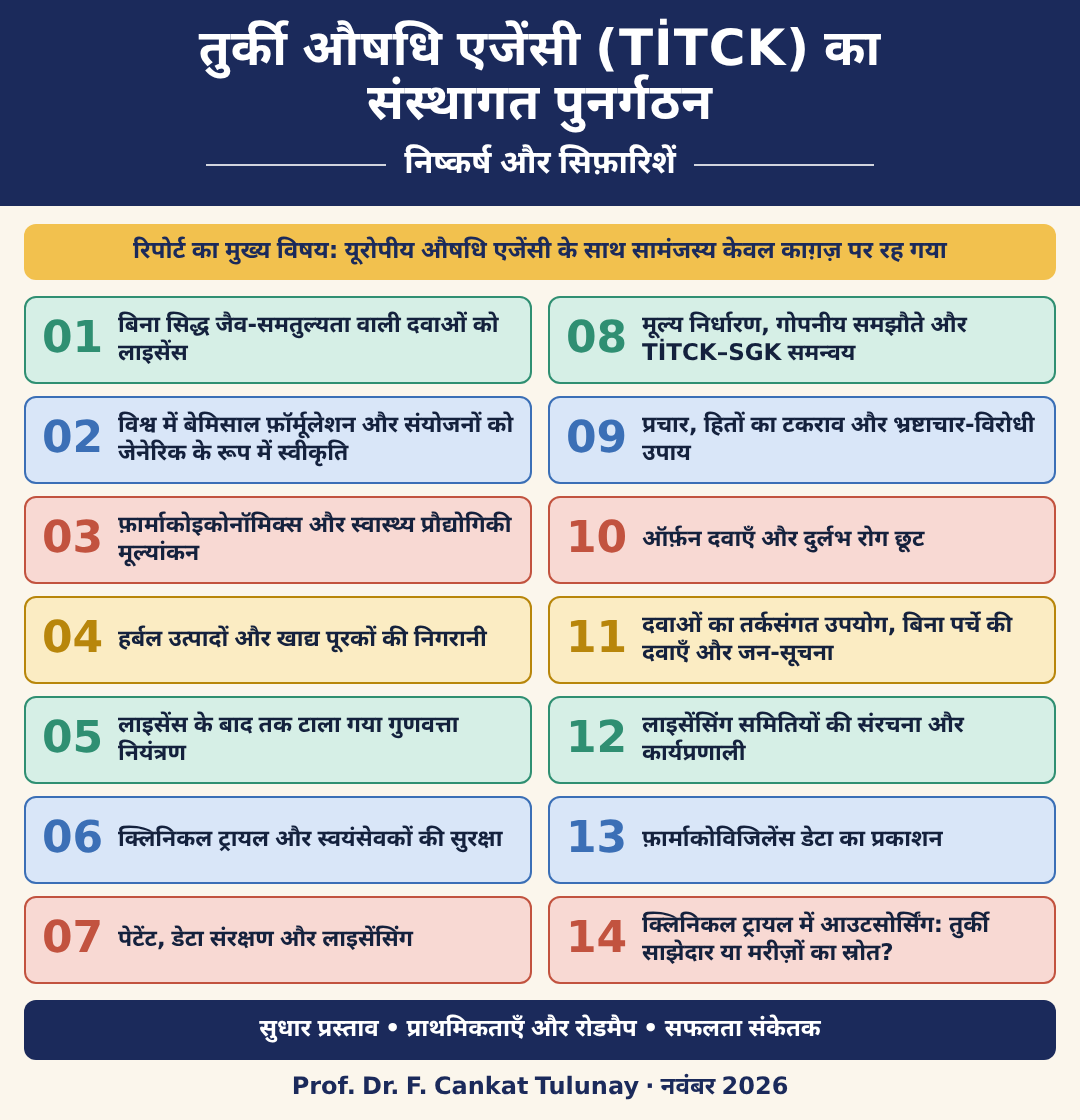 तुर्की औषधि एजेंसी (TİTCK) का
संस्थागत पुनर्गठन
निष्कर्ष और सिफ़ारिशें
रिपोर्ट का मुख्य विषय: यूरोपीय औषधि एजेंसी के साथ सामंजस्य केवल काग़ज़ पर रह गया
01 बिना सिद्ध जैव-समतुल्यता वाली दवाओं को
लाइसेंस
02 विश्व में बेमिसाल फ़ॉर्मूलेशन और संयोजनों को
जेनेरिक के रूप में स्वीकृति
03 फ़ार्माकोइकोनॉमिक्स और स्वास्थ्य प्रौद्योगिकी
मूल्यांकन
04 हर्बल उत्पादों और खाद्य पूरकों की निगरानी
05 लाइसेंस के बाद तक टाला गया गुणवत्ता
नियंत्रण
06 क्लिनिकल ट्रायल और स्वयंसेवकों की सुरक्षा
07 पेटेंट, डेटा संरक्षण और लाइसेंसिंग
08 मूल्य निर्धारण, गोपनीय समझौते और
TİTCK–SGK समन्वय
09 प्रचार, हितों का टकराव और भ्रष्टाचार-विरोधी
उपाय
10 ऑर्फ़न दवाएँ और दुर्लभ रोग छूट
11 दवाओं का तर्कसंगत उपयोग, बिना पर्चे की
दवाएँ और जन-सूचना
12 लाइसेंसिंग समितियों की संरचना और
कार्यप्रणाली
13 फ़ार्माकोविजिलेंस डेटा का प्रकाशन
14 क्लिनिकल ट्रायल में आउटसोर्सिंग: तुर्की
साझेदार या मरीज़ों का स्रोत?
सुधार प्रस्ताव • प्राथमिकताएँ और रोडमैप • सफलता संकेतक
Prof. Dr. F. Cankat Tulunay · नवंबर 2026